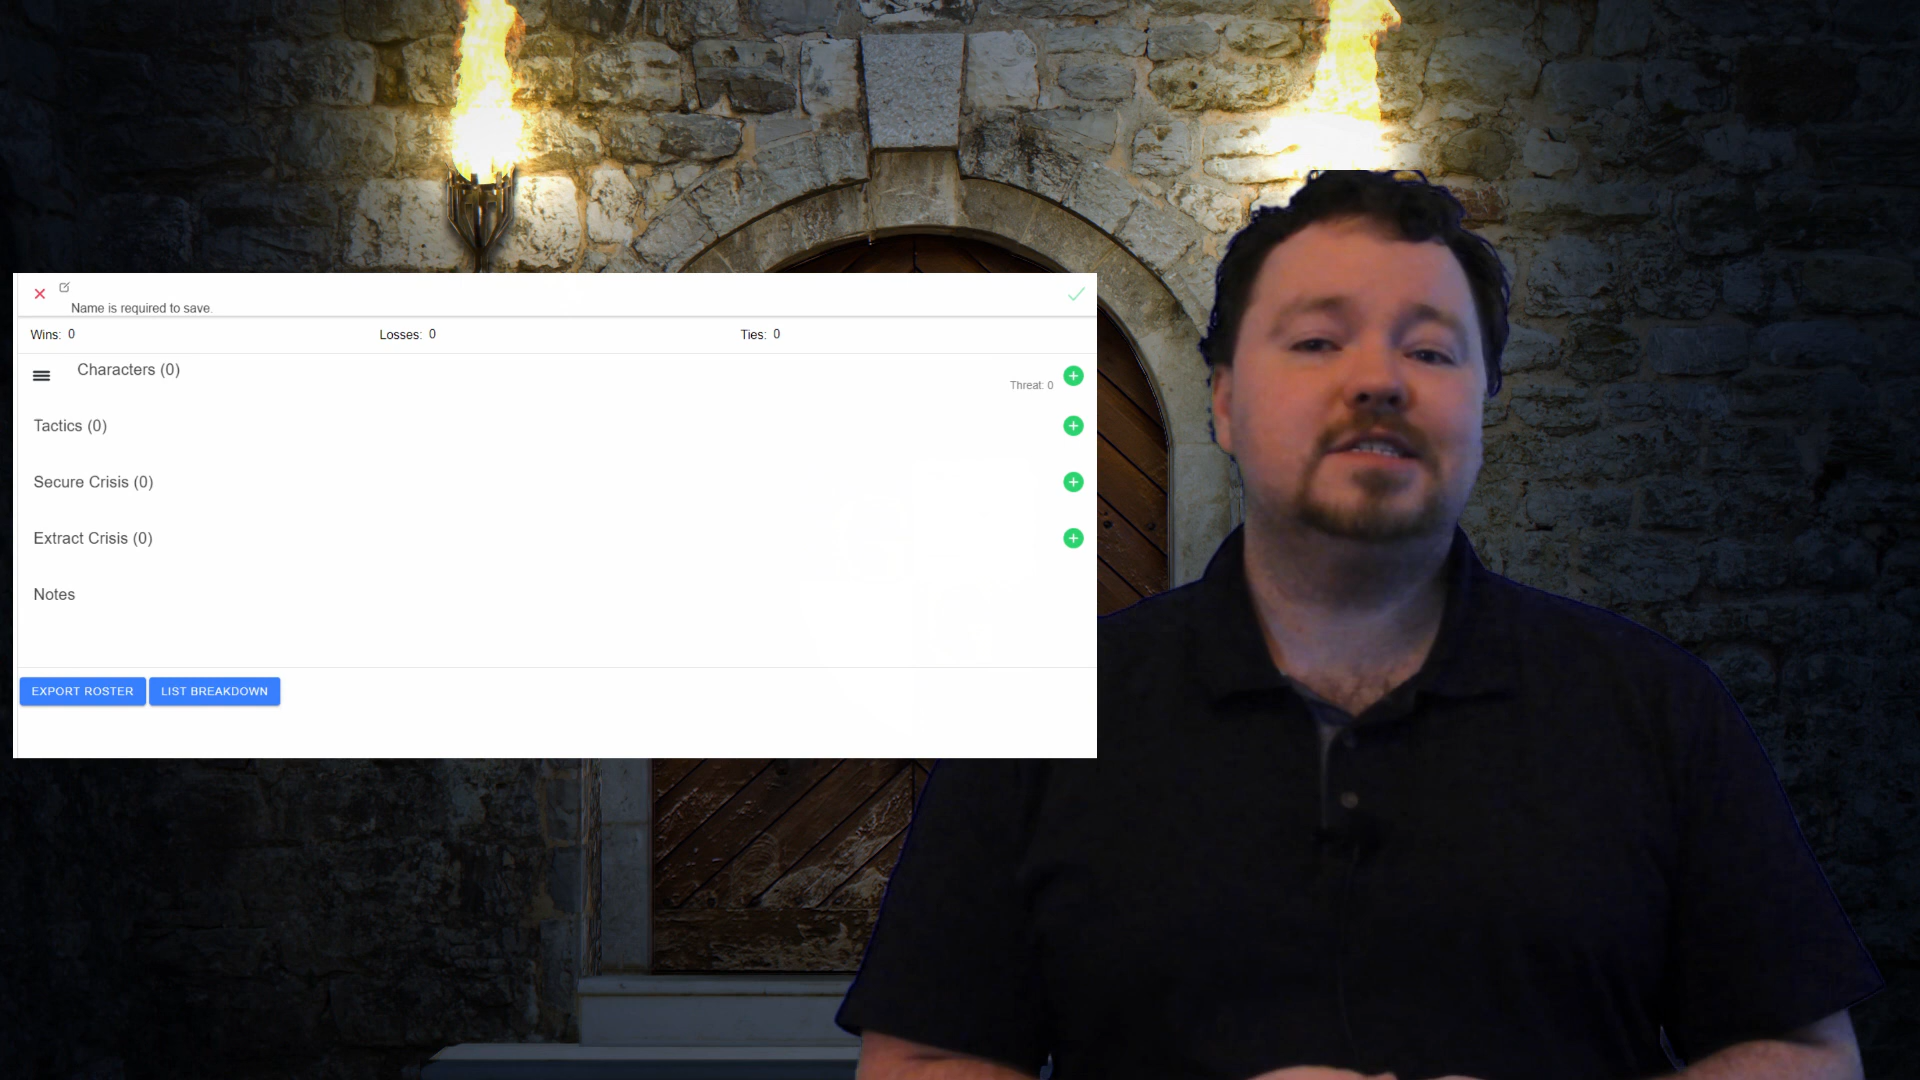 Name is required to save.
Wins: 0 Losses: 0 Ties: 0
Characters (0)
Threat: 0
Tactics (0)
Secure Crisis (0)
Extract Crisis (0)
Notes
EXPORT ROSTER LIST BREAKDOWN